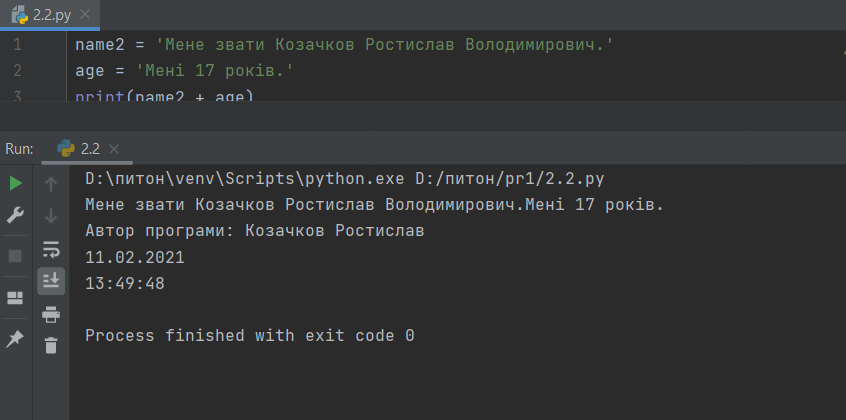 2.2.py
1 name2 = 'Мене звати Козачков Ростислав Володимирович.'
2 age = 'Мені 17 років.'
3 print(name2 + age)
Run: 2.2
D:\питон\venv\Scripts\python.exe D:/питон/pr1/2.2.py
Мене звати Козачков Ростислав Володимирович.Мені 17 років.
Автор програми: Козачков Ростислав
11.02.2021
13:49:48
Process finished with exit code 0